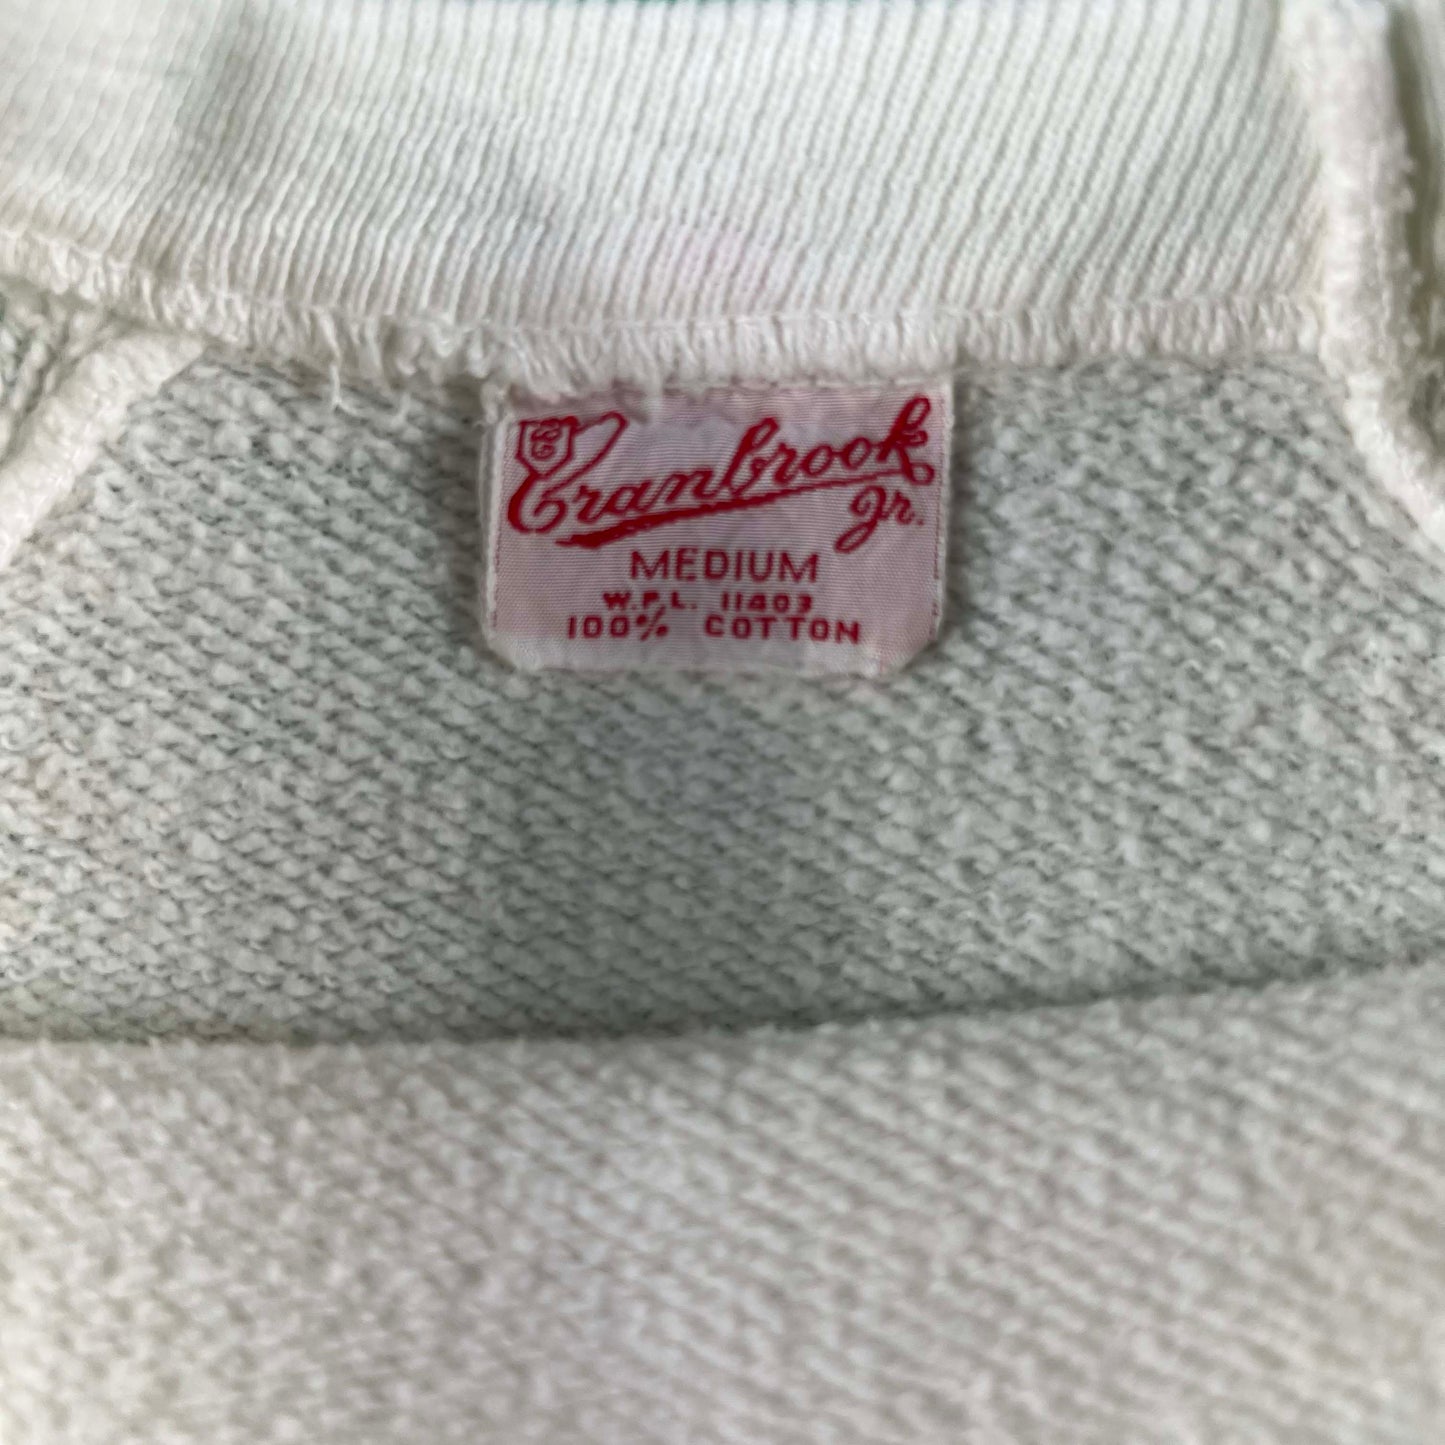 Cranbrook
Jr.
MEDIUM
W.P.L. 11403
100% COTTON